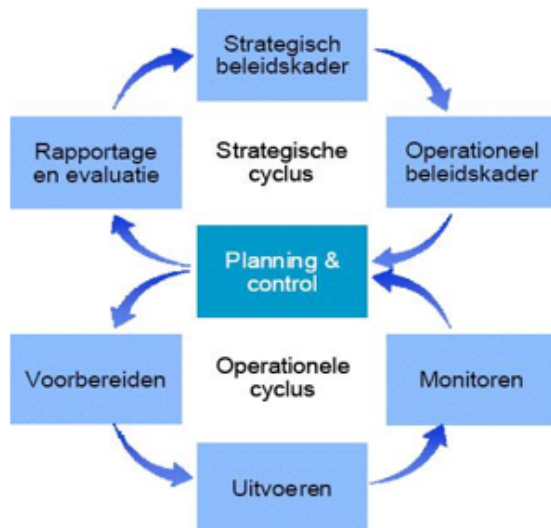 Strategisch
beleidskader
Rapportage
en evaluatie
Strategische
cyclus
Operationeel
beleidskader
Planning &
control
Voorbereiden
Operationele
cyclus
Monitoren
Uitvoeren